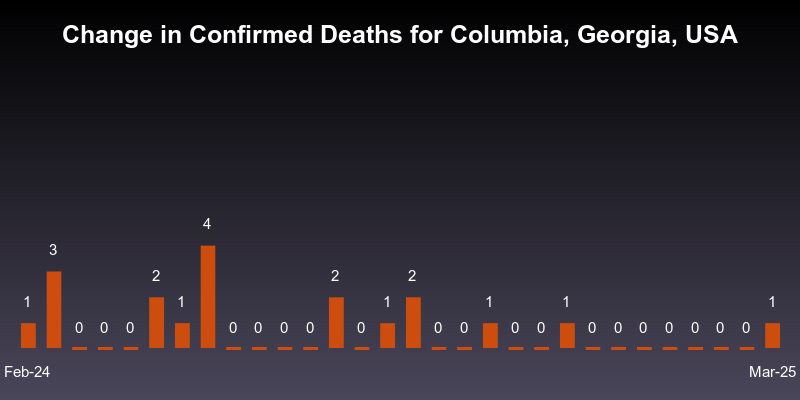 Change in Confirmed Deaths for Columbia, Georgia, USA
4
3
2 2 2
1 1 1 1 1 1
0 0 0 0 0 0 0 0 0 0 0 0 0 0 0 0 0 0 0
Feb-24 Mar-25